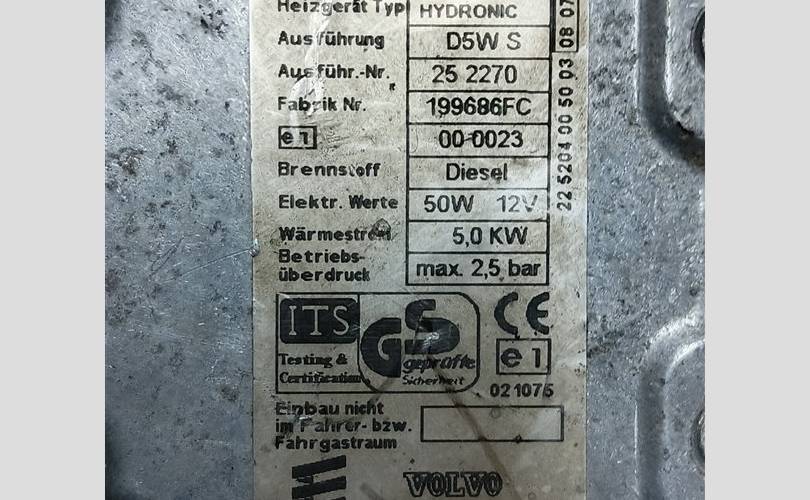 Heizgerät Typ HYDRONIC
Ausführung D5W S
Ausführ.-Nr. 25 2270
Fabrik Nr. 199686FC
e1 00 0023
Brennstoff Diesel
Elektr. Werte 50W 12V
Wärmestrom 5,0 KW
Betriebs-
überdruck max. 2,5 bar
22 5204 00 50 03 08 07
ITS
Testing &
Certification
GS
geprüfte
Sicherheit
CE
e1
021075
Einbau nicht
im Fahrer- bzw.
Fahrgastraum
VOLVO